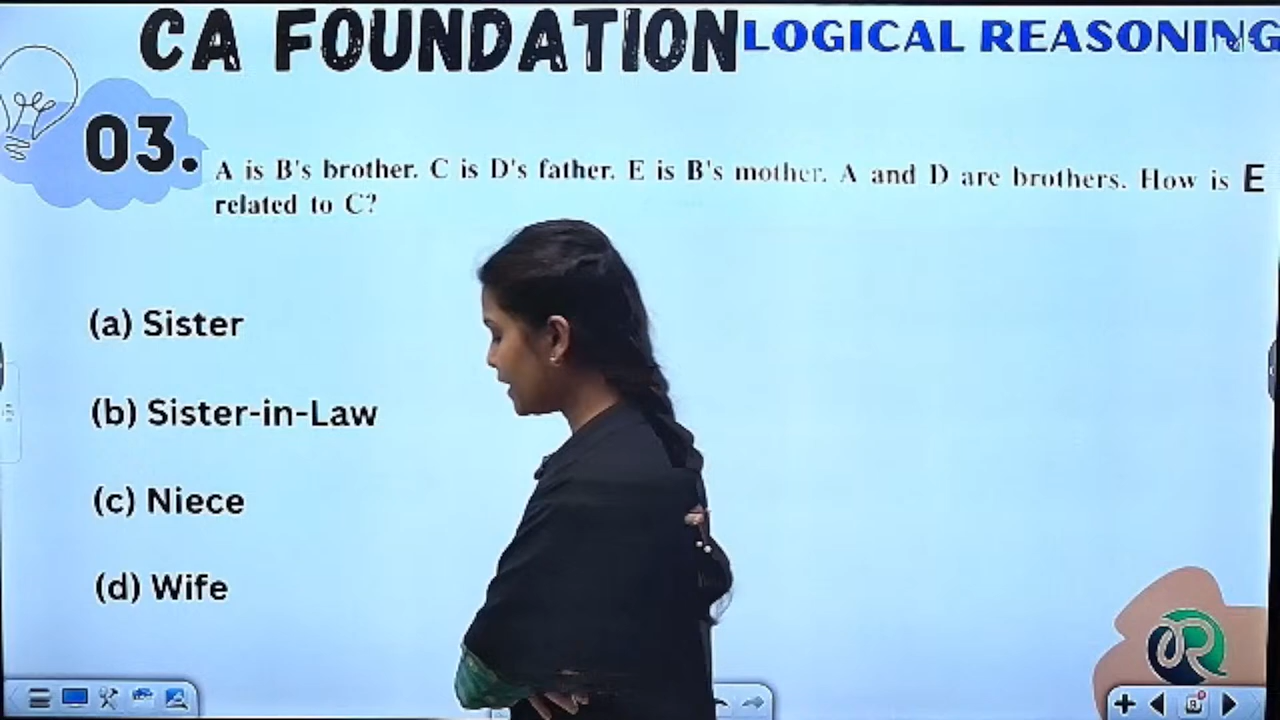 CA FOUNDATION LOGICAL REASONING
03.
A is B's brother. C is D's father. E is B's mother. A and D are brothers. How is E
related to C?
(a) Sister
(b) Sister-in-Law
(c) Niece
(d) Wife